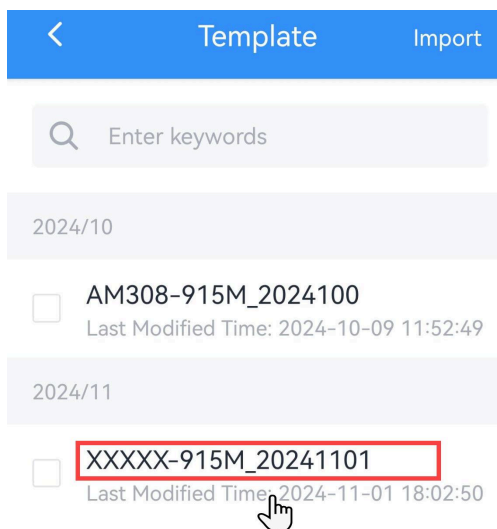 Template
Import
Enter keywords
2024/10
AM308-915M_2024100
Last Modified Time: 2024-10-09 11:52:49
2024/11
XXXXX-915M_20241101
Last Modified Time: 2024-11-01 18:02:50